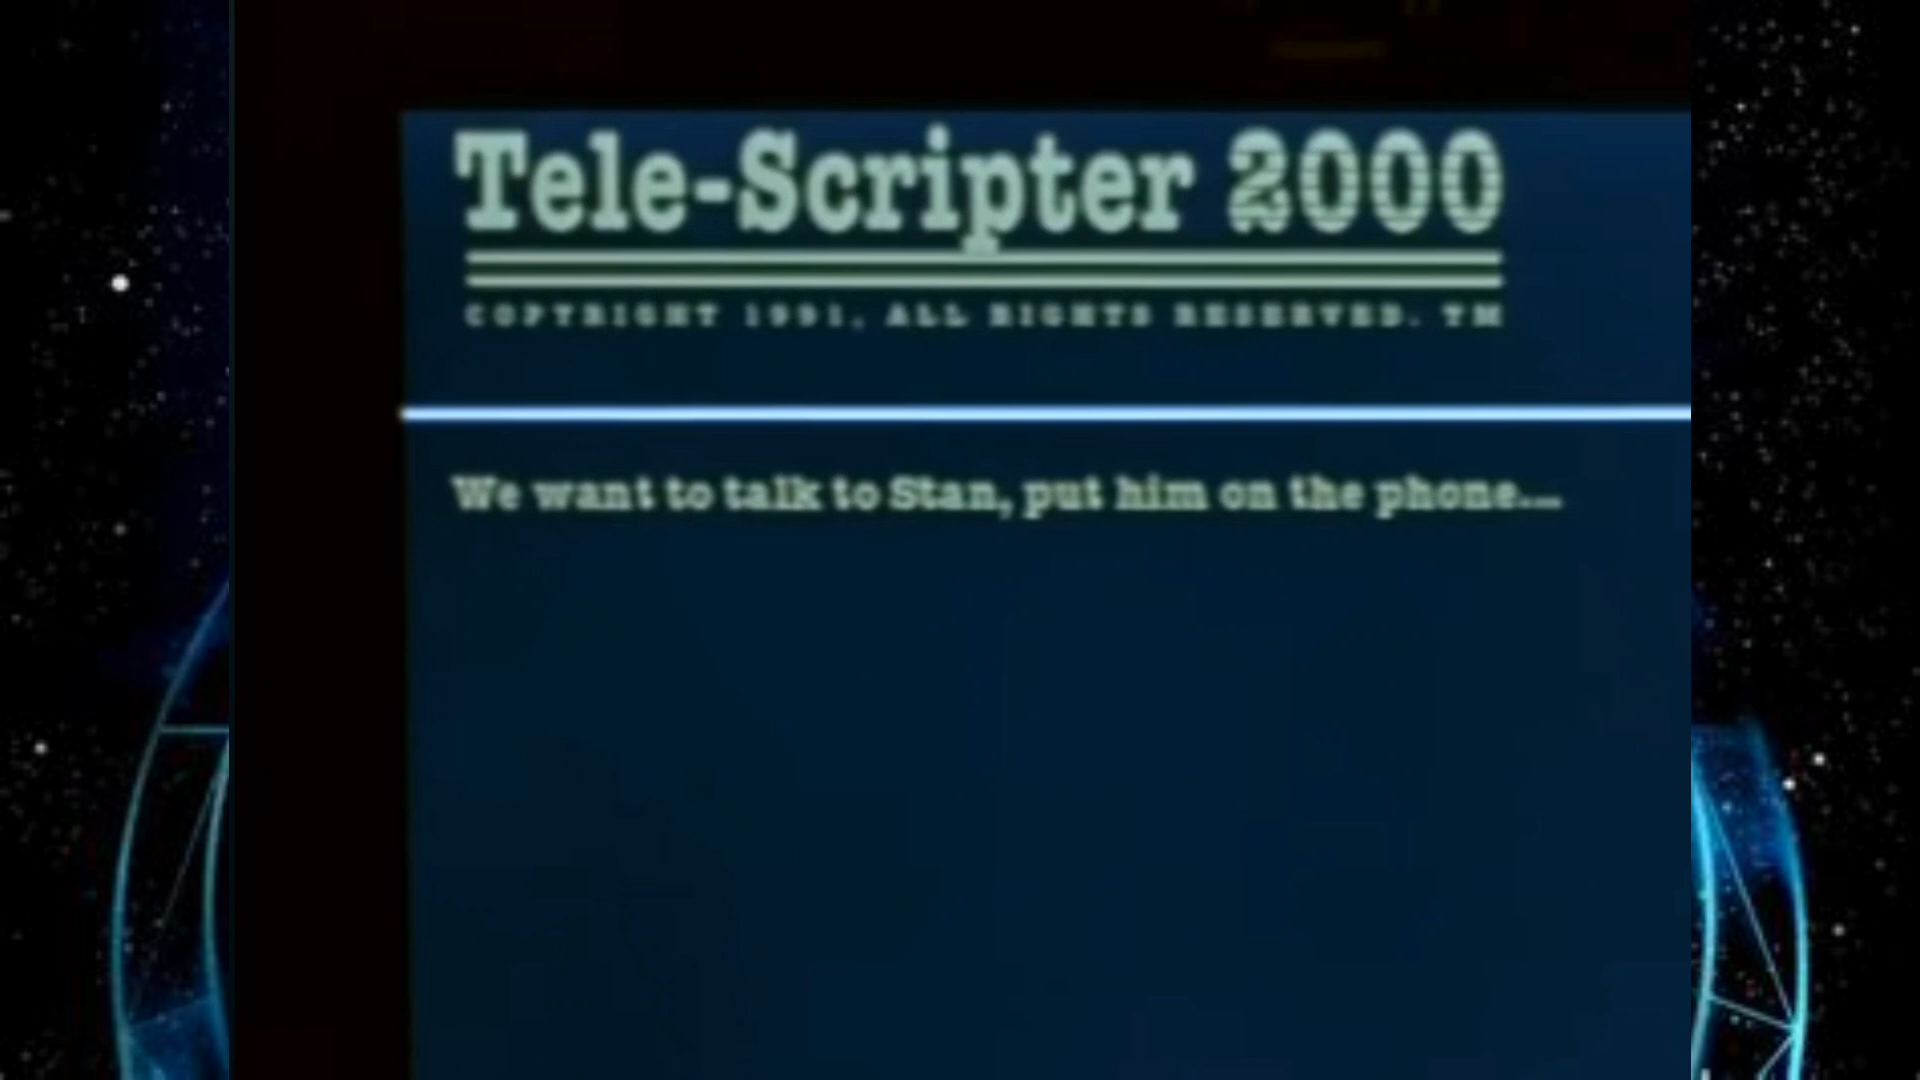 Tele-Scripter 2000
COPYRIGHT 1991, ALL RIGHTS RESERVED. TM
We want to talk to Stan, put him on the phone...